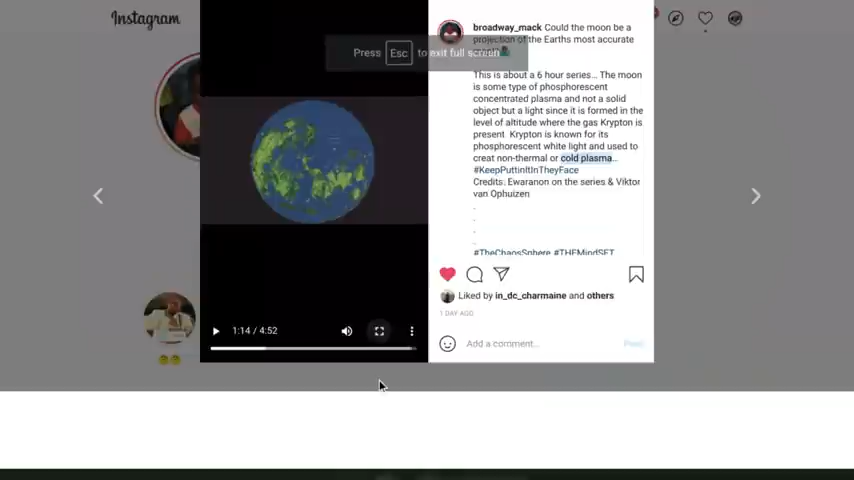 Instagram
broadway_mack Could the moon be a
projection of the Earths most accurate
Press Esc to exit full screen
This is about a 6 hour series... The moon
is some type of phosphorescent
concentrated plasma and not a solid
object but a light since it is formed in the
level of altitude where the gas Krypton is
present Krypton is known for its
phosphorescent white light and used to
creat non-thermal or cold plasma..
#KeepPuttinItInTheyFace
Credits: Ewaranon on the series & Viktor
van Ophuizen
.
.
.
.
#TheChaosSphere #THEMindSET
Liked by in_dc_charmaine and others
1 DAY AGO
1:14 / 4:52
Add a comment...
Post